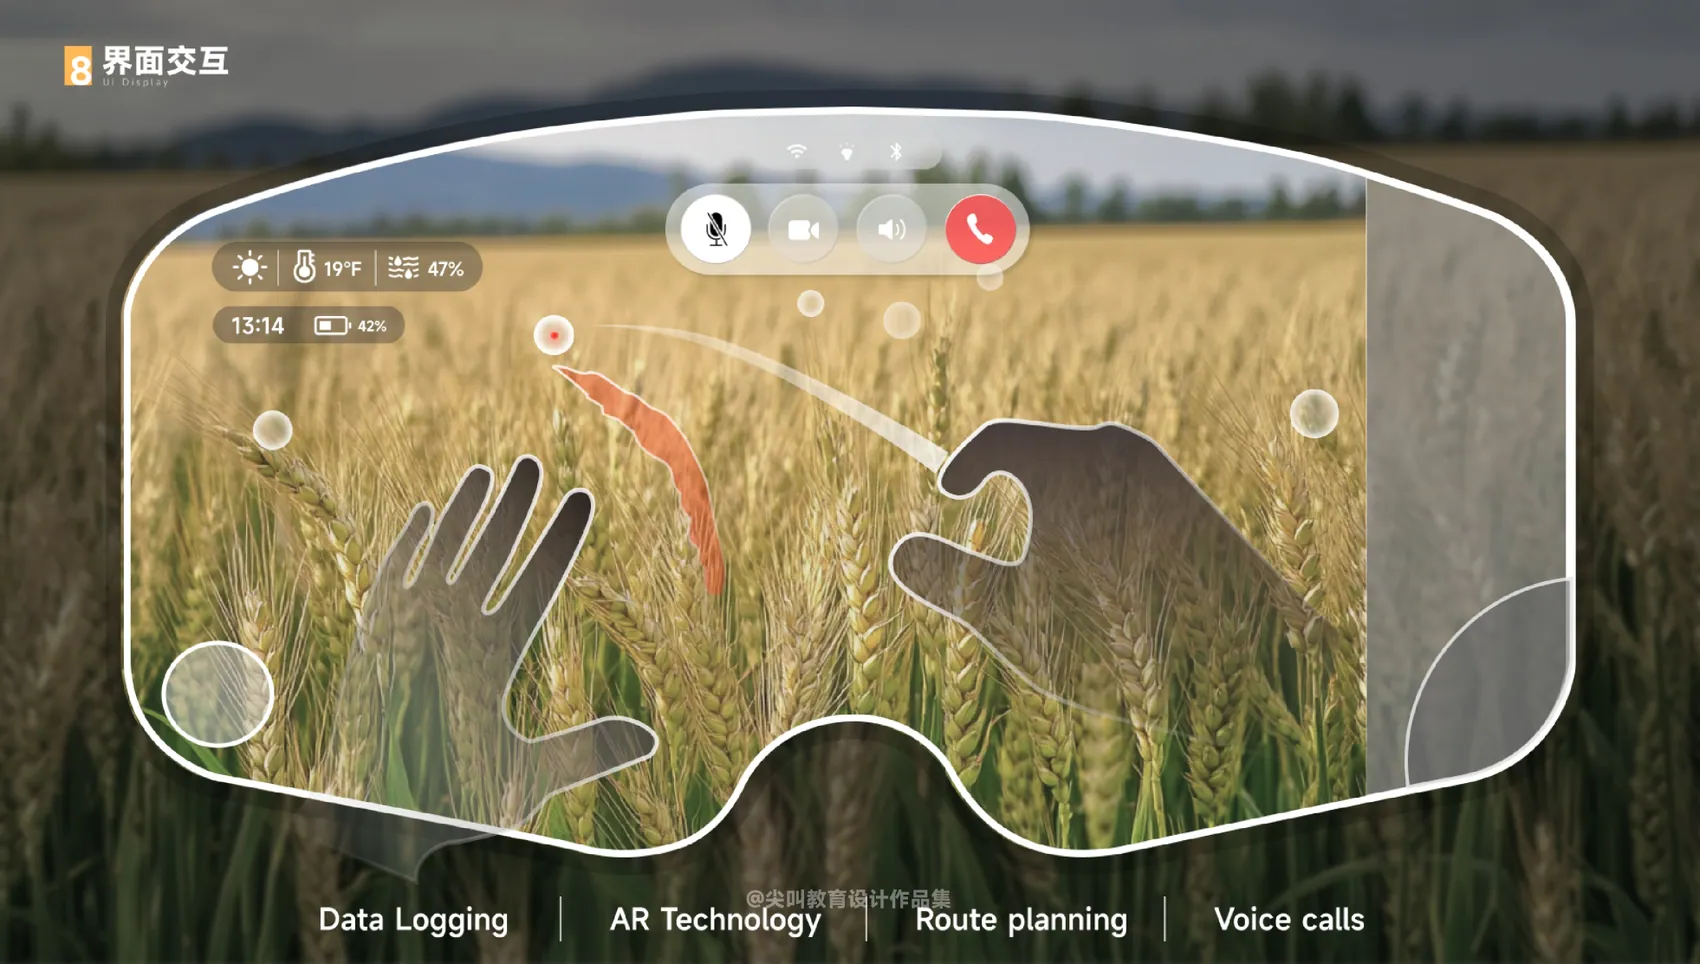 8 界面交互
Ui Display
19°F
47%
13:14
42%
@尖叫教育设计作品集
Data Logging
AR Technology
Route planning
Voice calls